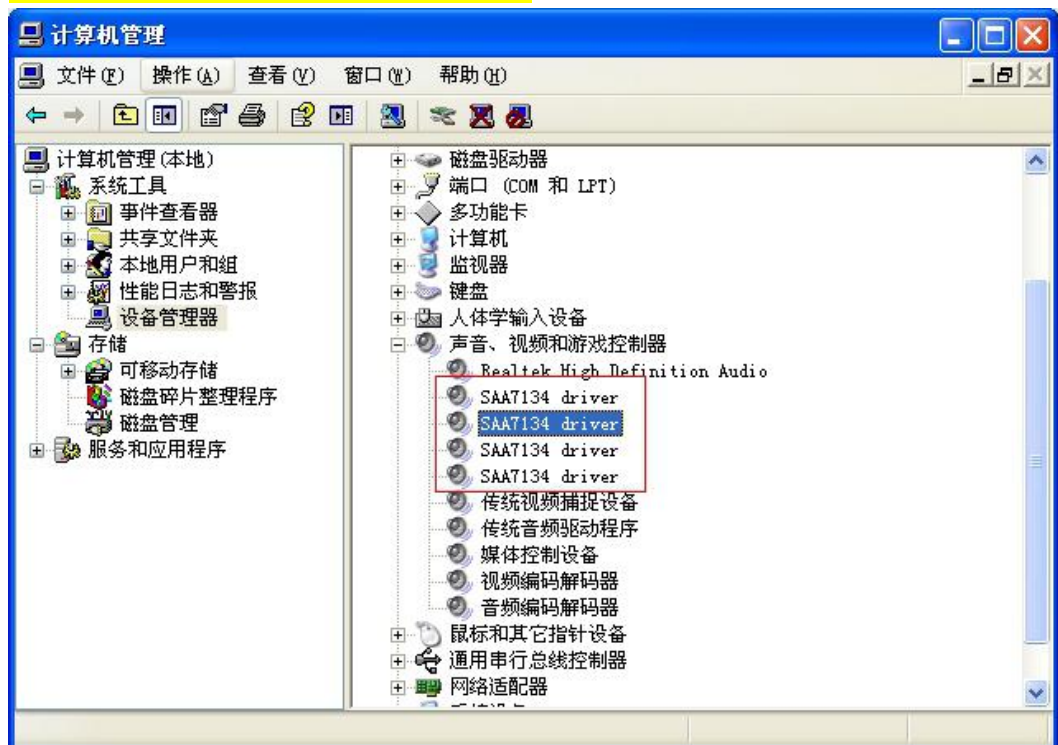 计算机管理
文件(F) 操作(A) 查看(V) 窗口(W) 帮助(H)
计算机管理(本地)
系统工具
事件查看器
共享文件夹
本地用户和组
性能日志和警报
设备管理器
存储
可移动存储
磁盘碎片整理程序
磁盘管理
服务和应用程序
磁盘驱动器
端口 (COM 和 LPT)
多功能卡
计算机
监视器
键盘
人体学输入设备
声音、视频和游戏控制器
Realtek High Definition Audio
SAA7134 driver
SAA7134 driver
SAA7134 driver
SAA7134 driver
传统视频捕捉设备
传统音频驱动程序
媒体控制设备
视频编码解码器
音频编码解码器
鼠标和其它指针设备
通用串行总线控制器
网络适配器